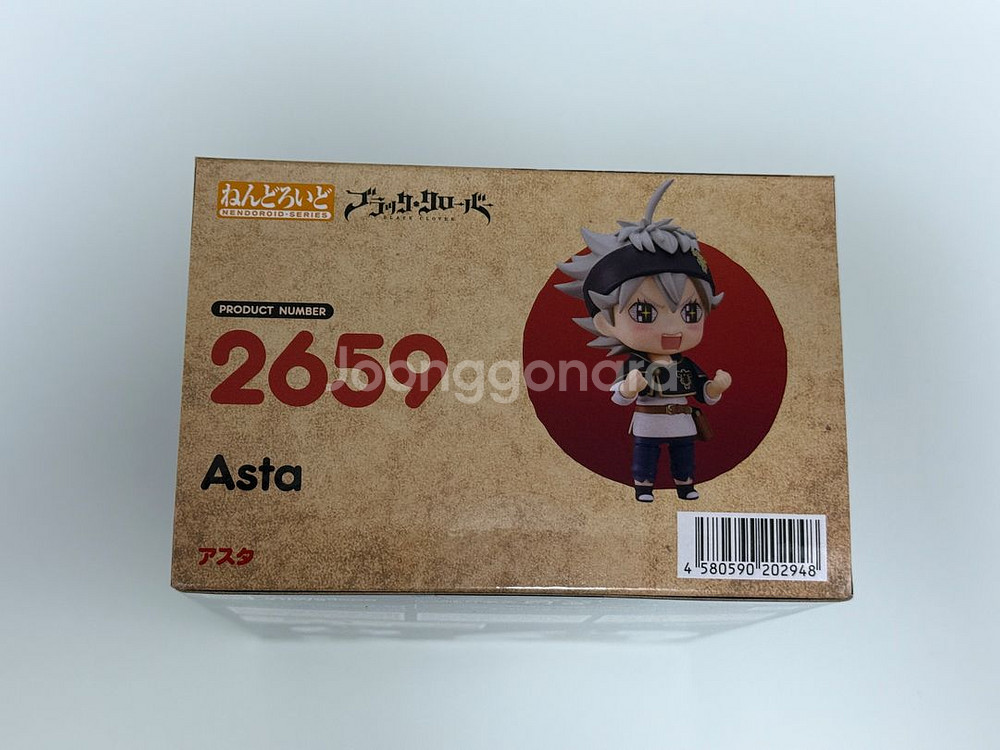 ねんどろいど
NENDOROID·SERIES
ブラック・クローバー
BLACK CLOVER
PRODUCT NUMBER
2659
Joonggonara
Asta
アスタ
4 580590 202948